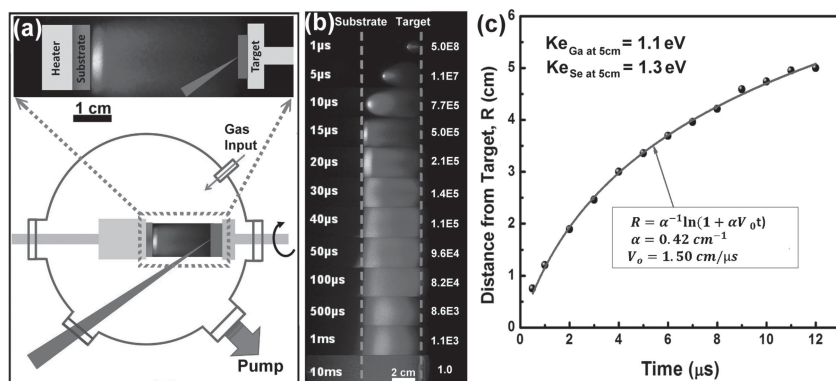 (a)
Heater
Substrate
Target
1 cm
Gas
Input
Pump
(b)
Substrate Target
1µs 5.0E8
5µs 1.1E7
10µs 7.7E5
15µs 5.0E5
20µs 2.1E5
30µs 1.4E5
40µs 1.1E5
50µs 9.6E4
100µs 8.2E4
500µs 8.6E3
1ms 1.1E3
10ms 1.0
2 cm
(c)
Distance from Target, R (cm)
6
5
4
3
2
1
0
Ke Ga at 5cm = 1.1 eV
Ke Se at 5cm = 1.3 eV
R = α⁻¹ln(1 + αV₀t)
α = 0.42 cm⁻¹
Vₒ = 1.50 cm/µs
0 2 4 6 8 10 12
Time (µs)